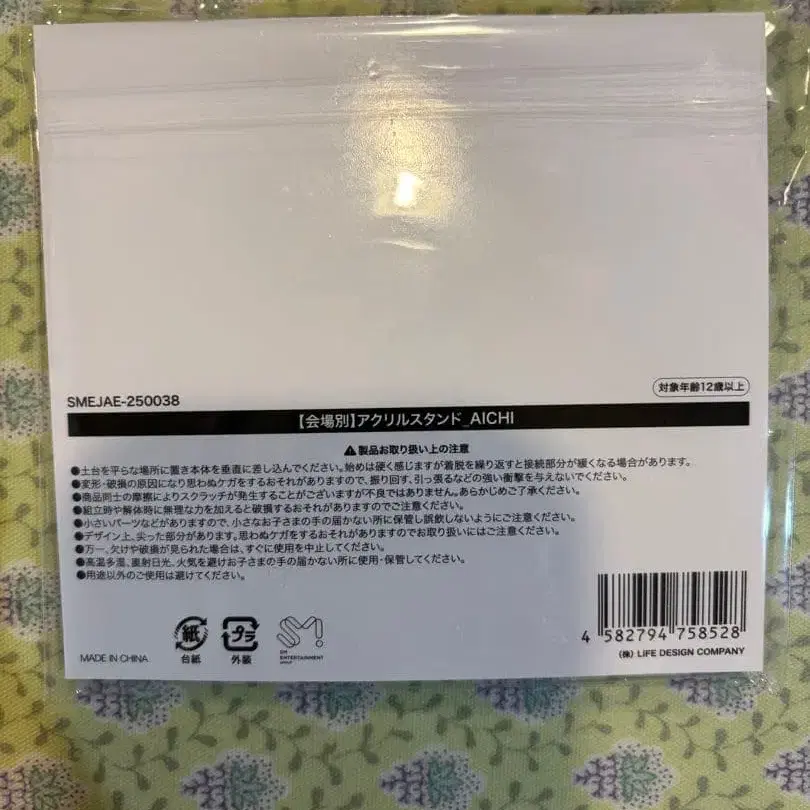 SMEJAE-250038
対象年齢12歳以上
【会場別】アクリルスタンド_AICHI
⚠製品お取り扱い上の注意
●土台を平らな場所に置き本体を垂直に差し込んでください。始めは硬く感じますが着脱を繰り返すと接続部分が緩くなる場合があります。
●変形・破損の原因になり思わぬケガをするおそれがありますので、振り回す、引っ張るなどの強い衝撃を与えないでください。
●商品同士の摩擦によりスクラッチが発生することがございますが不良ではありません。あらかじめご了承ください。
●組立時や解体時に無理な力を加えると破損するおそれがありますのでご注意ください。
●小さいパーツなどがありますので、小さなお子さまの手の届かない所に保管し誤飲しないようにご注意ください。
●デザイン上、尖った部分があります。思わぬケガをするおそれがありますのでお取り扱いにはご注意ください。
●万一、欠けや破損が見られた場合は、すぐに使用を中止してください。
●高温多湿、直射日光、火気を避けお子さまの手の届かない所に使用・保管してください。
●用途以外のご使用は避けてください。
MADE IN CHINA
紙
台紙
プラ
外装
SM!
SM
ENTERTAINMENT
GROUP
4 582794 758528
(株) LIFE DESIGN COMPANY